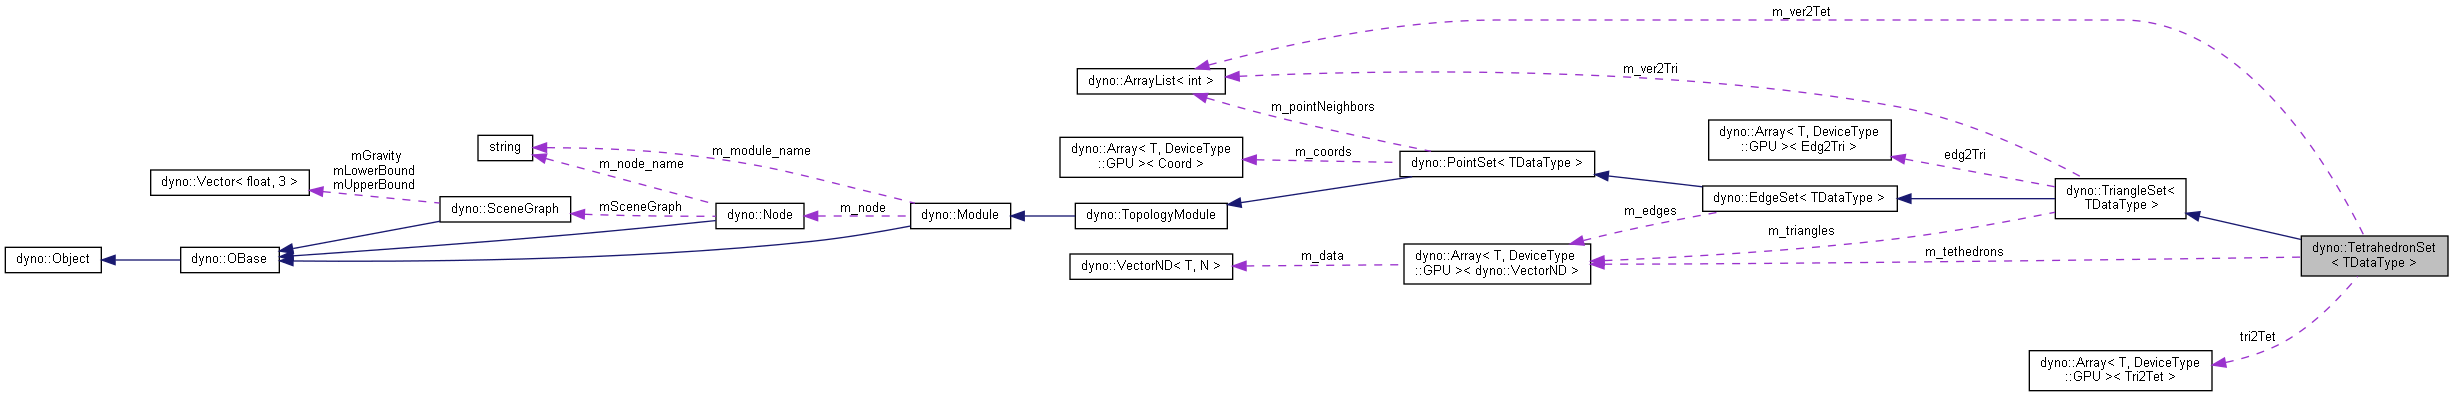 m_ver2Tet
m_ver2Tri
dyno::ArrayList< int >
m_pointNeighbors
dyno::Array< T, DeviceType
::GPU >< Edg2Tri >
string
m_module_name
dyno::Array< T, DeviceType
::GPU >< Coord >
m_coords
mGravity
mLowerBound
mUpperBound
m_node_name
dyno::PointSet< TDataType >
edg2Tri
dyno::Vector< float, 3 >
dyno::SceneGraph
mSceneGraph
dyno::Node
m_node
dyno::Module
dyno::TopologyModule
m_edges
dyno::EdgeSet< TDataType >
dyno::TriangleSet<
TDataType >
m_triangles
dyno::Object
dyno::OBase
dyno::VectorND< T, N >
m_data
dyno::Array< T, DeviceType
::GPU >< dyno::VectorND >
m_tethedrons
dyno::TetrahedronSet
< TDataType >
tri2Tet
dyno::Array< T, DeviceType
::GPU >< Tri2Tet >